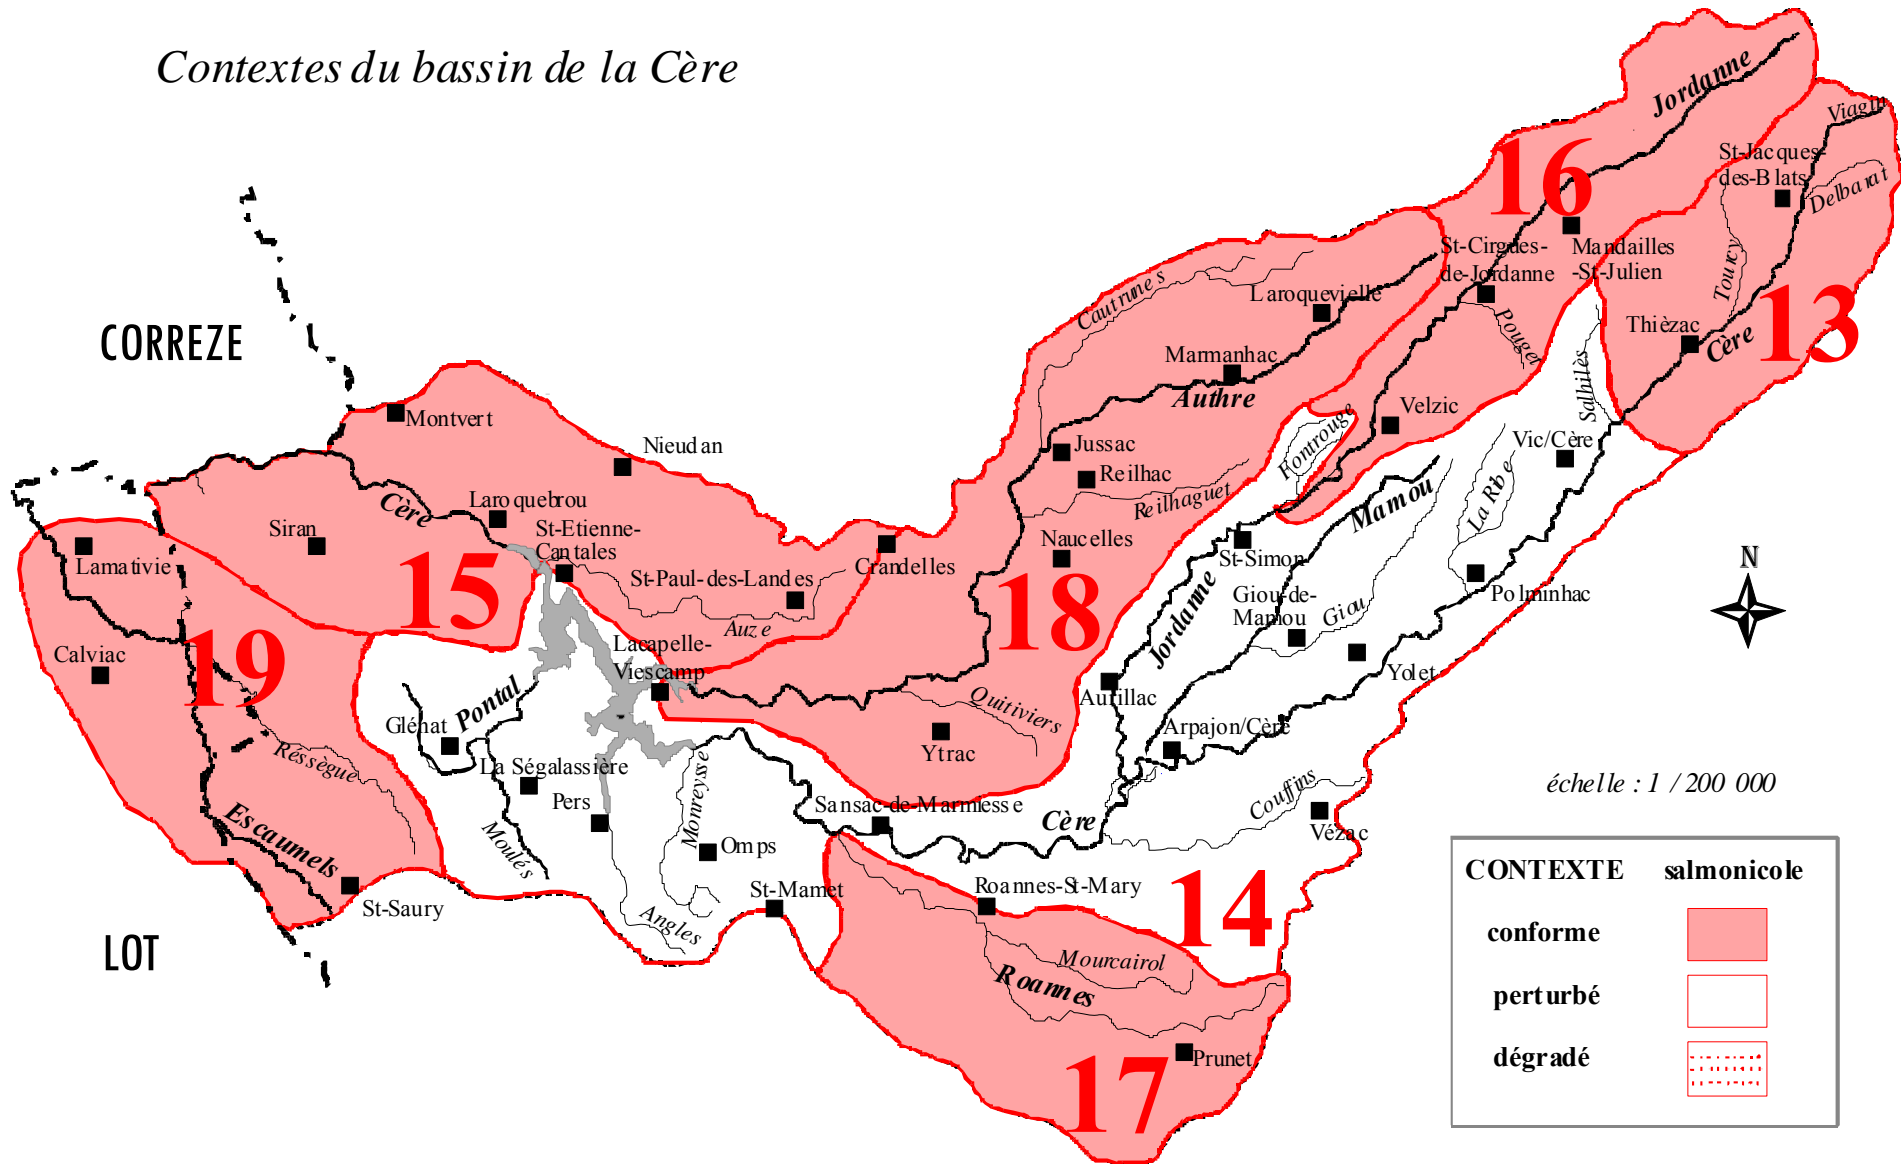 Contextes du bassin de la Cère
Jordanne
Viagin
St-Jacques-
des-Blats
Delbarat
16
Mandailles
-St-Julien
St-Cirgues-
de-Jordanne
Tourcy
13
Cautrunes
Laroquevielle
Pouget
Thièzac
Cère
CORREZE
Marmanhac
Authre
Salhilès
Montvert
Velzic
Fontrouge
Vic/Cère
Nieudan
Jussac
Reilhac
Reilhaguet
La Ribe
Mamou
Cère
Laroquebrou
St-Etienne-
Cantales
Siran
Naucelles
St-Simon
N
Lamativie
15
St-Paul-des-Landes
Crandelles
18
Jordanne
Giou-de-
Mamou
Giou
Polminhac
Auze
19
Calviac
Lacapelle-
Viescamp
Yolet
Pontal
Quitiviers
Aurillac
Glénat
Ytrac
Arpajon/Cère
Réssègue
La Ségalassière
Pers
Monreysse
échelle : 1 / 200 000
Escaumels
Moulés
Omps
Sansac-de-Marmiesse
Cère
Couffins
Vézac
St-Saury
St-Mamet
Roannes-St-Mary
14
Angles
LOT
Mourcairol
Roannes
Prunet
17
CONTEXTE salmonicole
conforme
perturbé
dégradé